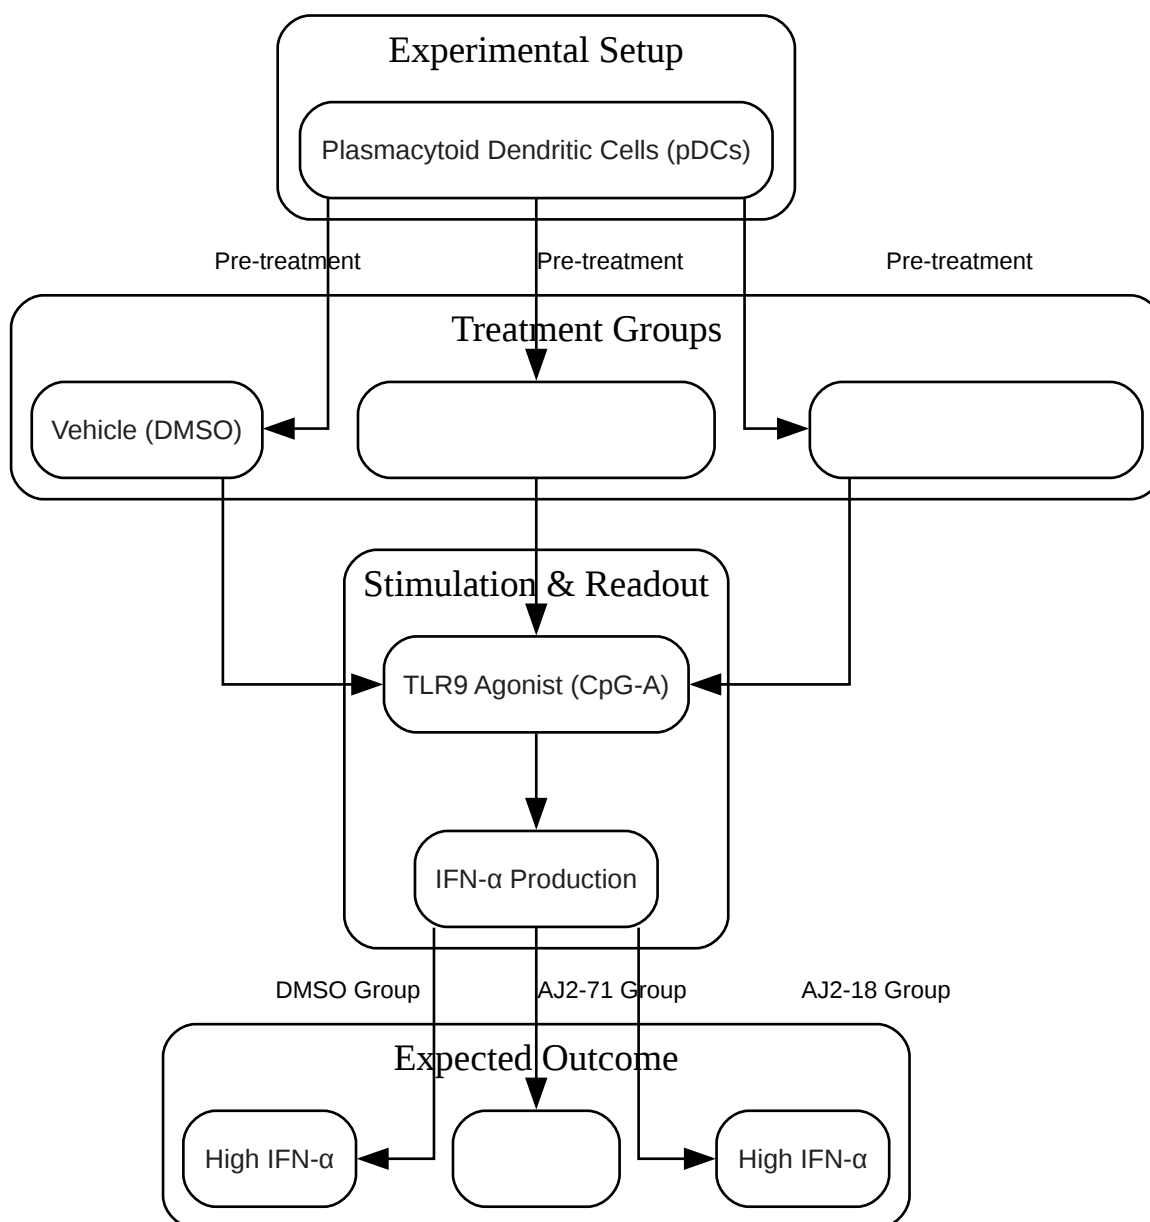 Experimental Setup
Plasmacytoid Dendritic Cells (pDCs)
Pre-treatment
Pre-treatment
Pre-treatment
Treatment Groups
Vehicle (DMSO)
Stimulation & Readout
TLR9 Agonist (CpG-A)
IFN-α Production
DMSO Group
AJ2-71 Group
AJ2-18 Group
Expected Outcome
High IFN-α
High IFN-α